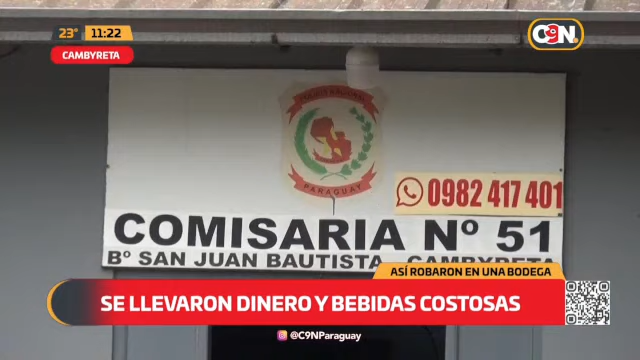 23° 11:22
CAMBYRETA
C9N
POLICIA NACIONAL
PARAGUAY
0982 417 401
COMISARIA Nº 51
Bº SAN JUAN BAUTISTA - CAMBYRETA
ASÍ ROBARON EN UNA BODEGA
SE LLEVARON DINERO Y BEBIDAS COSTOSAS
@C9NParaguay